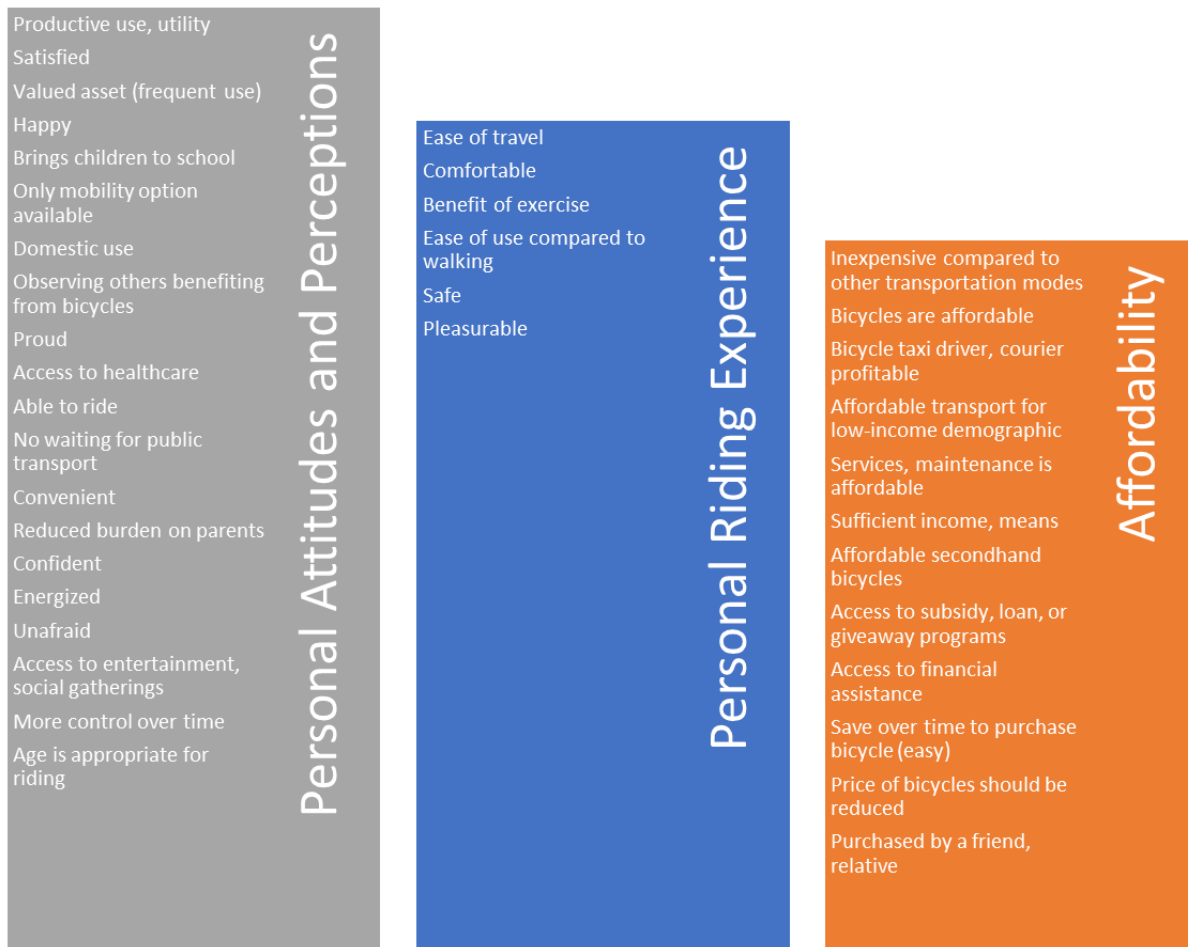 Productive use, utility
Satisfied
Valued asset (frequent use)
Happy
Brings children to school
Only mobility option
available
Domestic use
Observing others benefiting
from bicycles
Proud
Access to healthcare
Able to ride
No waiting for public
transport
Convenient
Reduced burden on parents
Confident
Energized
Unafraid
Access to entertainment,
social gatherings
More control over time
Age is appropriate for
riding
Personal Attitudes and Perceptions
Ease of travel
Comfortable
Benefit of exercise
Ease of use compared to
walking
Safe
Pleasurable
Personal Riding Experience
Inexpensive compared to
other transportation modes
Bicycles are affordable
Bicycle taxi driver, courier
profitable
Affordable transport for
low-income demographic
Services, maintenance is
affordable
Sufficient income, means
Affordable secondhand
bicycles
Access to subsidy, loan, or
giveaway programs
Access to financial
assistance
Save over time to purchase
bicycle (easy)
Price of bicycles should be
reduced
Purchased by a friend,
relative
Affordability